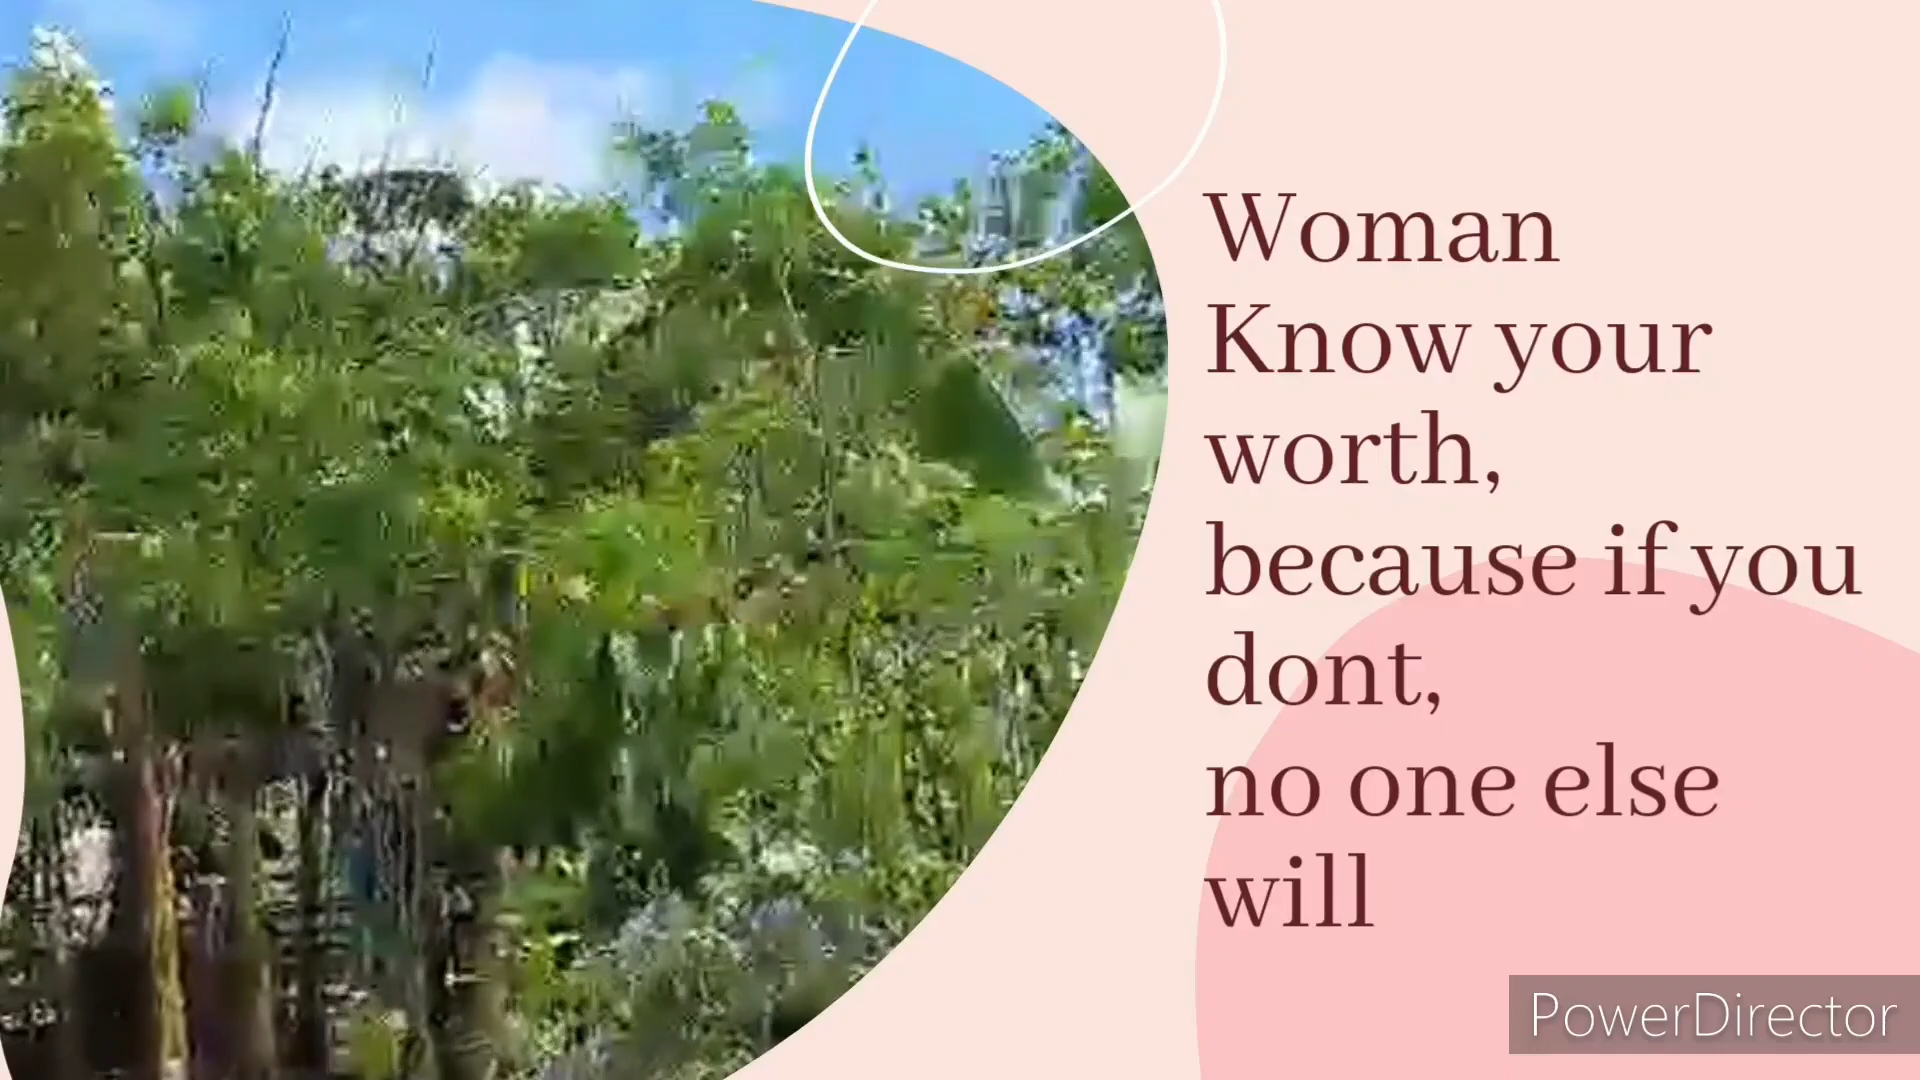 Woman
Know your
worth,
because if you
dont,
no one else
will
PowerDirector